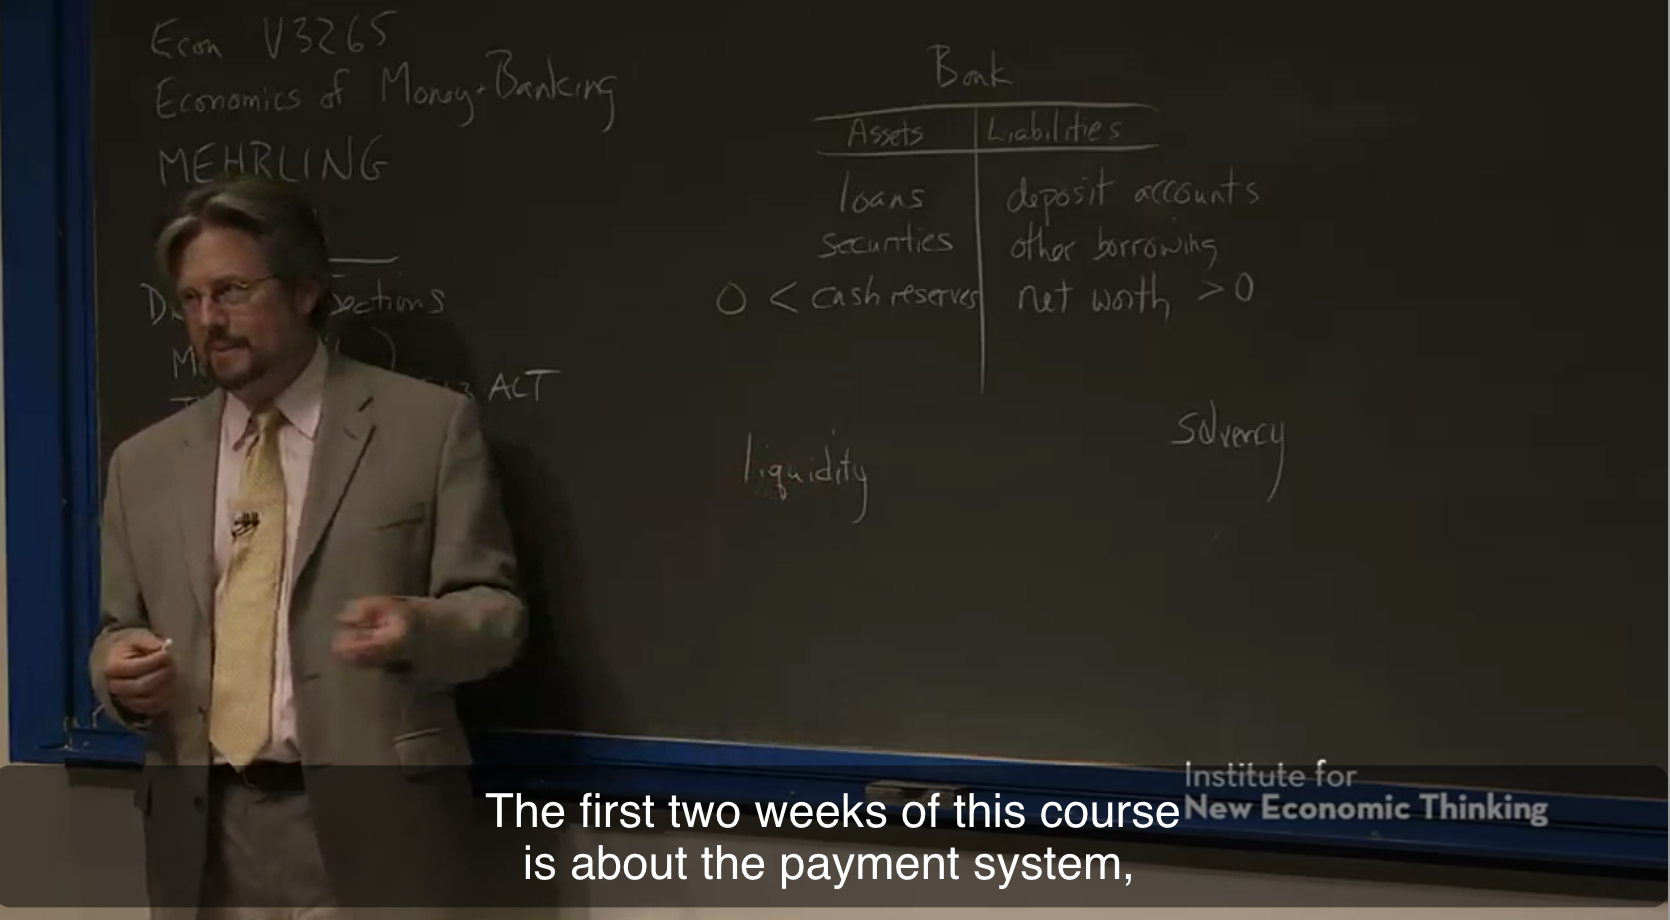 Econ V3265
Economics of Money + Banking
MEHRLING
D sections
M
ACT
Bank
Assets Liabilities
loans deposit accounts
securities other borrowing
0 < cash reserves net worth > 0
liquidity
solvency
Institute for
New Economic Thinking
The first two weeks of this course
is about the payment system,